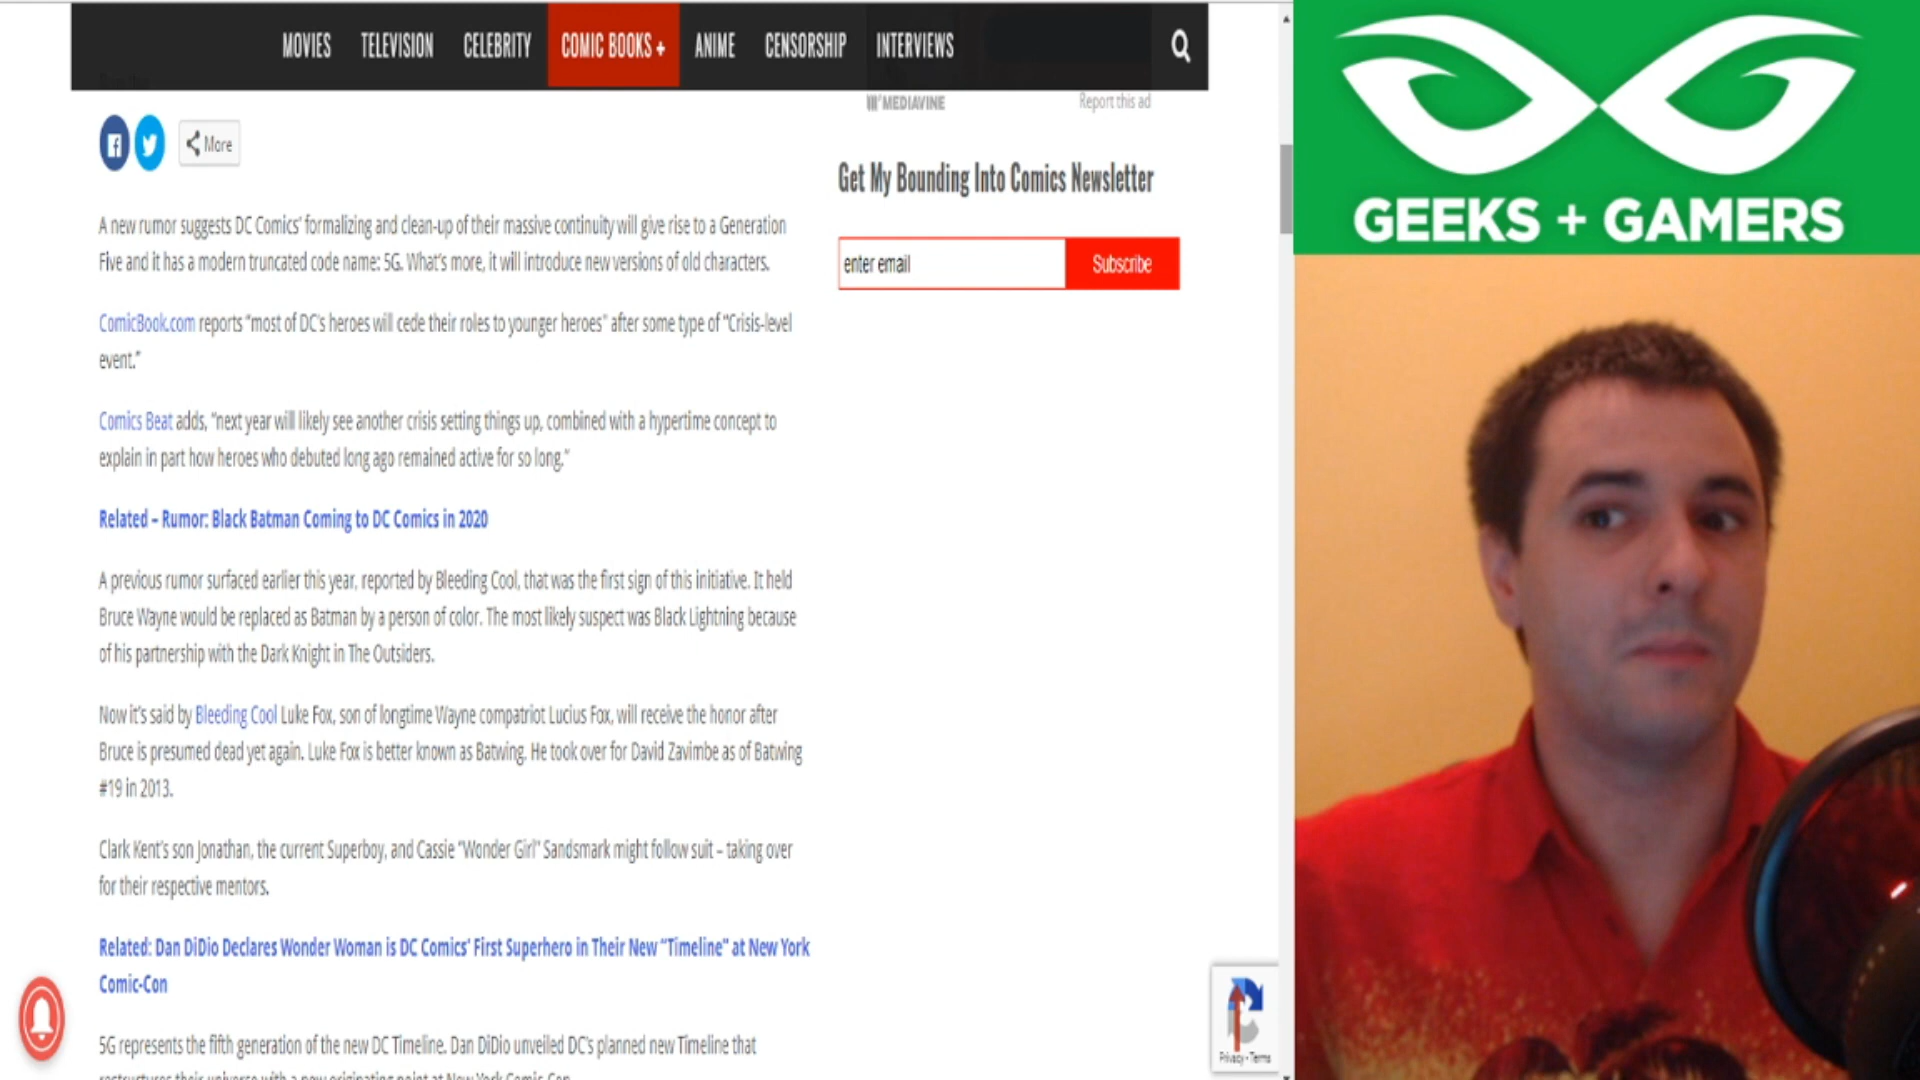 MOVIES TELEVISION CELEBRITY COMIC BOOKS + ANIME CENSORSHIP INTERVIEWS
MEDIAVINE Report this ad
More
Get My Bounding Into Comics Newsletter
enter email Subscribe
A new rumor suggests DC Comics’ formalizing and clean-up of their massive continuity will give rise to a Generation
Five and it has a modern truncated code name: 5G. What’s more, it will introduce new versions of old characters.
ComicBook.com reports “most of DC’s heroes will cede their roles to younger heroes” after some type of “Crisis-level
event.”
Comics Beat adds, “next year will likely see another crisis setting things up, combined with a hypertime concept to
explain in part how heroes who debuted long ago remained active for so long.”
Related – Rumor: Black Batman Coming to DC Comics in 2020
A previous rumor surfaced earlier this year, reported by Bleeding Cool, that was the first sign of this initiative. It held
Bruce Wayne would be replaced as Batman by a person of color. The most likely suspect was Black Lightning because
of his partnership with the Dark Knight in The Outsiders.
Now it’s said by Bleeding Cool Luke Fox, son of longtime Wayne compatriot Lucius Fox, will receive the honor after
Bruce is presumed dead yet again. Luke Fox is better known as Batwing. He took over for David Zavimbe as of Batwing
#19 in 2013.
Clark Kent’s son Jonathan, the current Superboy, and Cassie “Wonder Girl” Sandsmark might follow suit – taking over
for their respective mentors.
Related: Dan DiDio Declares Wonder Woman is DC Comics’ First Superhero in Their New “Timeline” at New York
Comic-Con
5G represents the fifth generation of the new DC Timeline. Dan DiDio unveiled DC’s planned new Timeline that
restructures their universe with a new originating point at New York Comic Con.
Privacy - Terms
GEEKS + GAMERS